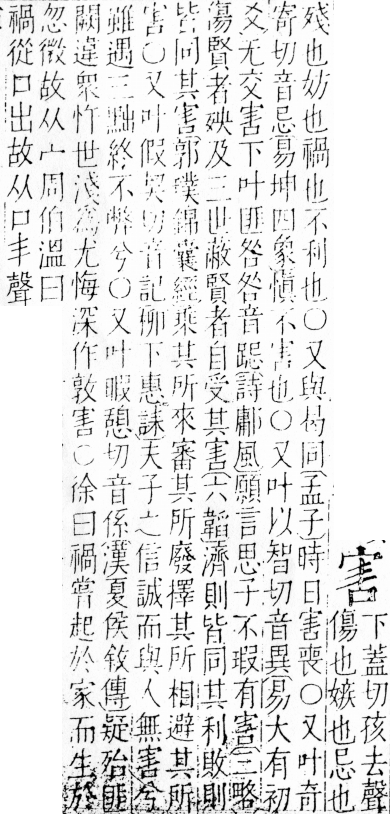 害
下蓋切孩去聲
傷也嫉也忌也
殘也妨也禍也不利也〇又與曷同孟子時日害喪〇又叶奇
寄切音忌易坤四象慎不害也〇又叶以智切音異易大有初
爻无交害下叶匪咎咎音跽詩鄘風願言思子不瑕有害三略
傷賢者殃及三世蔽賢者自受其害六韜濟則皆同其利敗則
皆同其害郭璞錦囊經乘其所來審其所廢擇其所相避其所
害〇又叶假契切音記柳下惠誄天子之信誠而與人無害兮
雖遇三黜終不弊兮〇又叶暇憩切音係漢夏侯敘傳疑殆匪
闕違衆忤世淺為尤悔深作敦害〇徐曰禍嘗起於家而生於
忽微故从宀周伯溫曰
禍從口出故从口丰聲